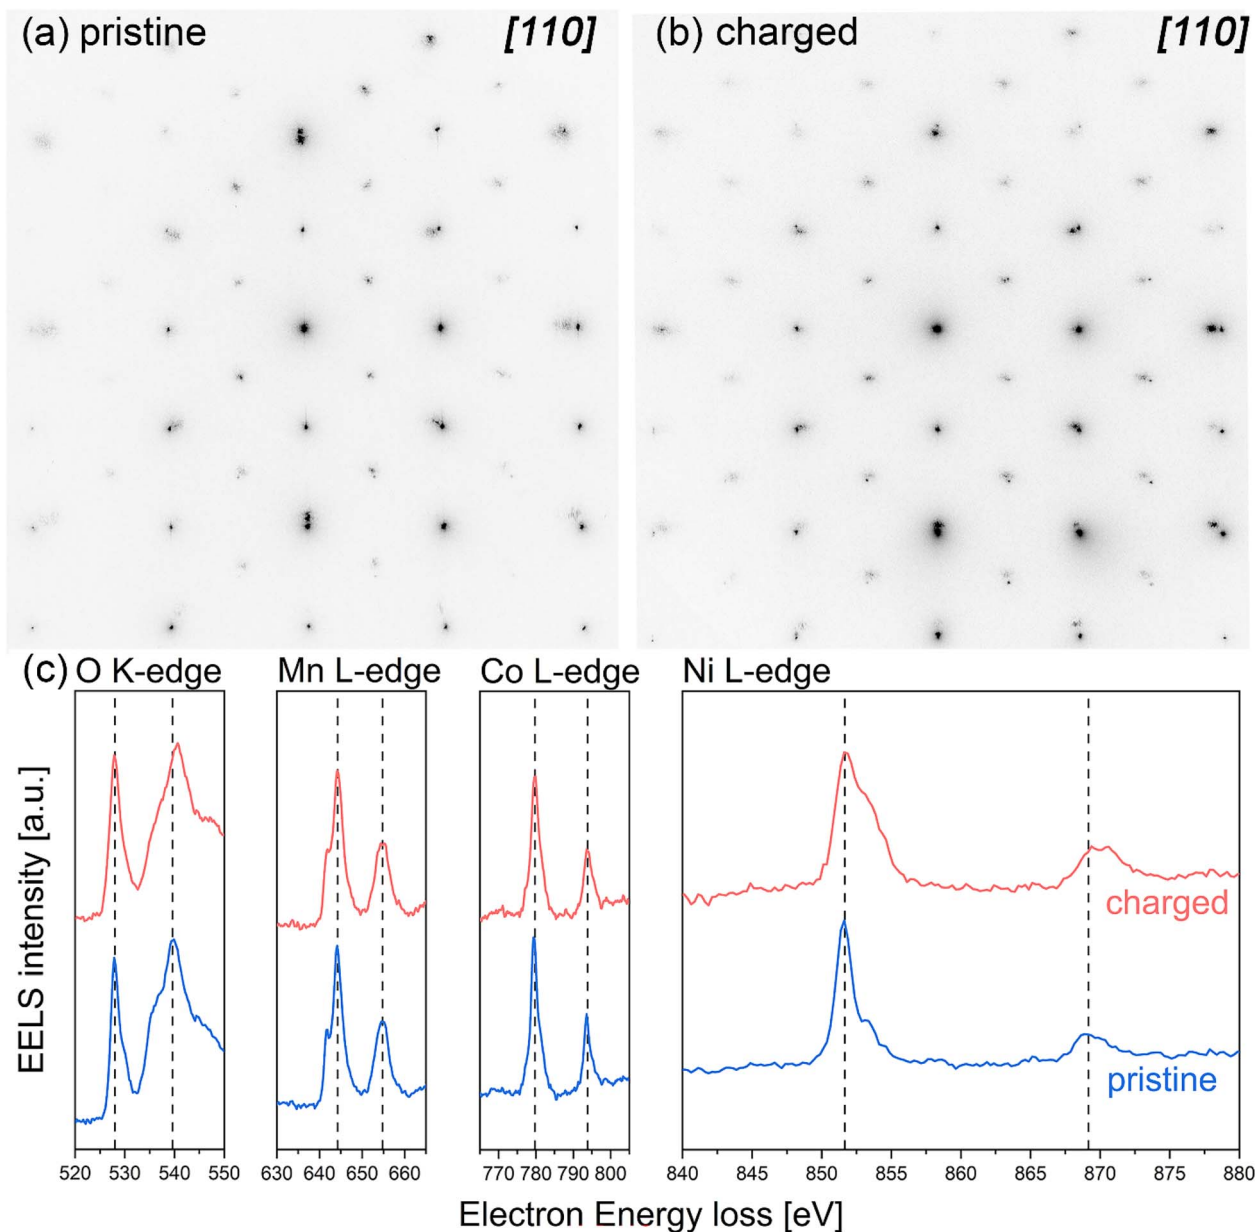 (a) pristine [110] (b) charged [110]
(c) O K-edge Mn L-edge Co L-edge Ni L-edge
EELS intensity [a.u.]
charged
pristine
520 530 540 550 630 640 650 660 770 780 790 800 840 845 850 855 860 865 870 875 880
Electron Energy loss [eV]